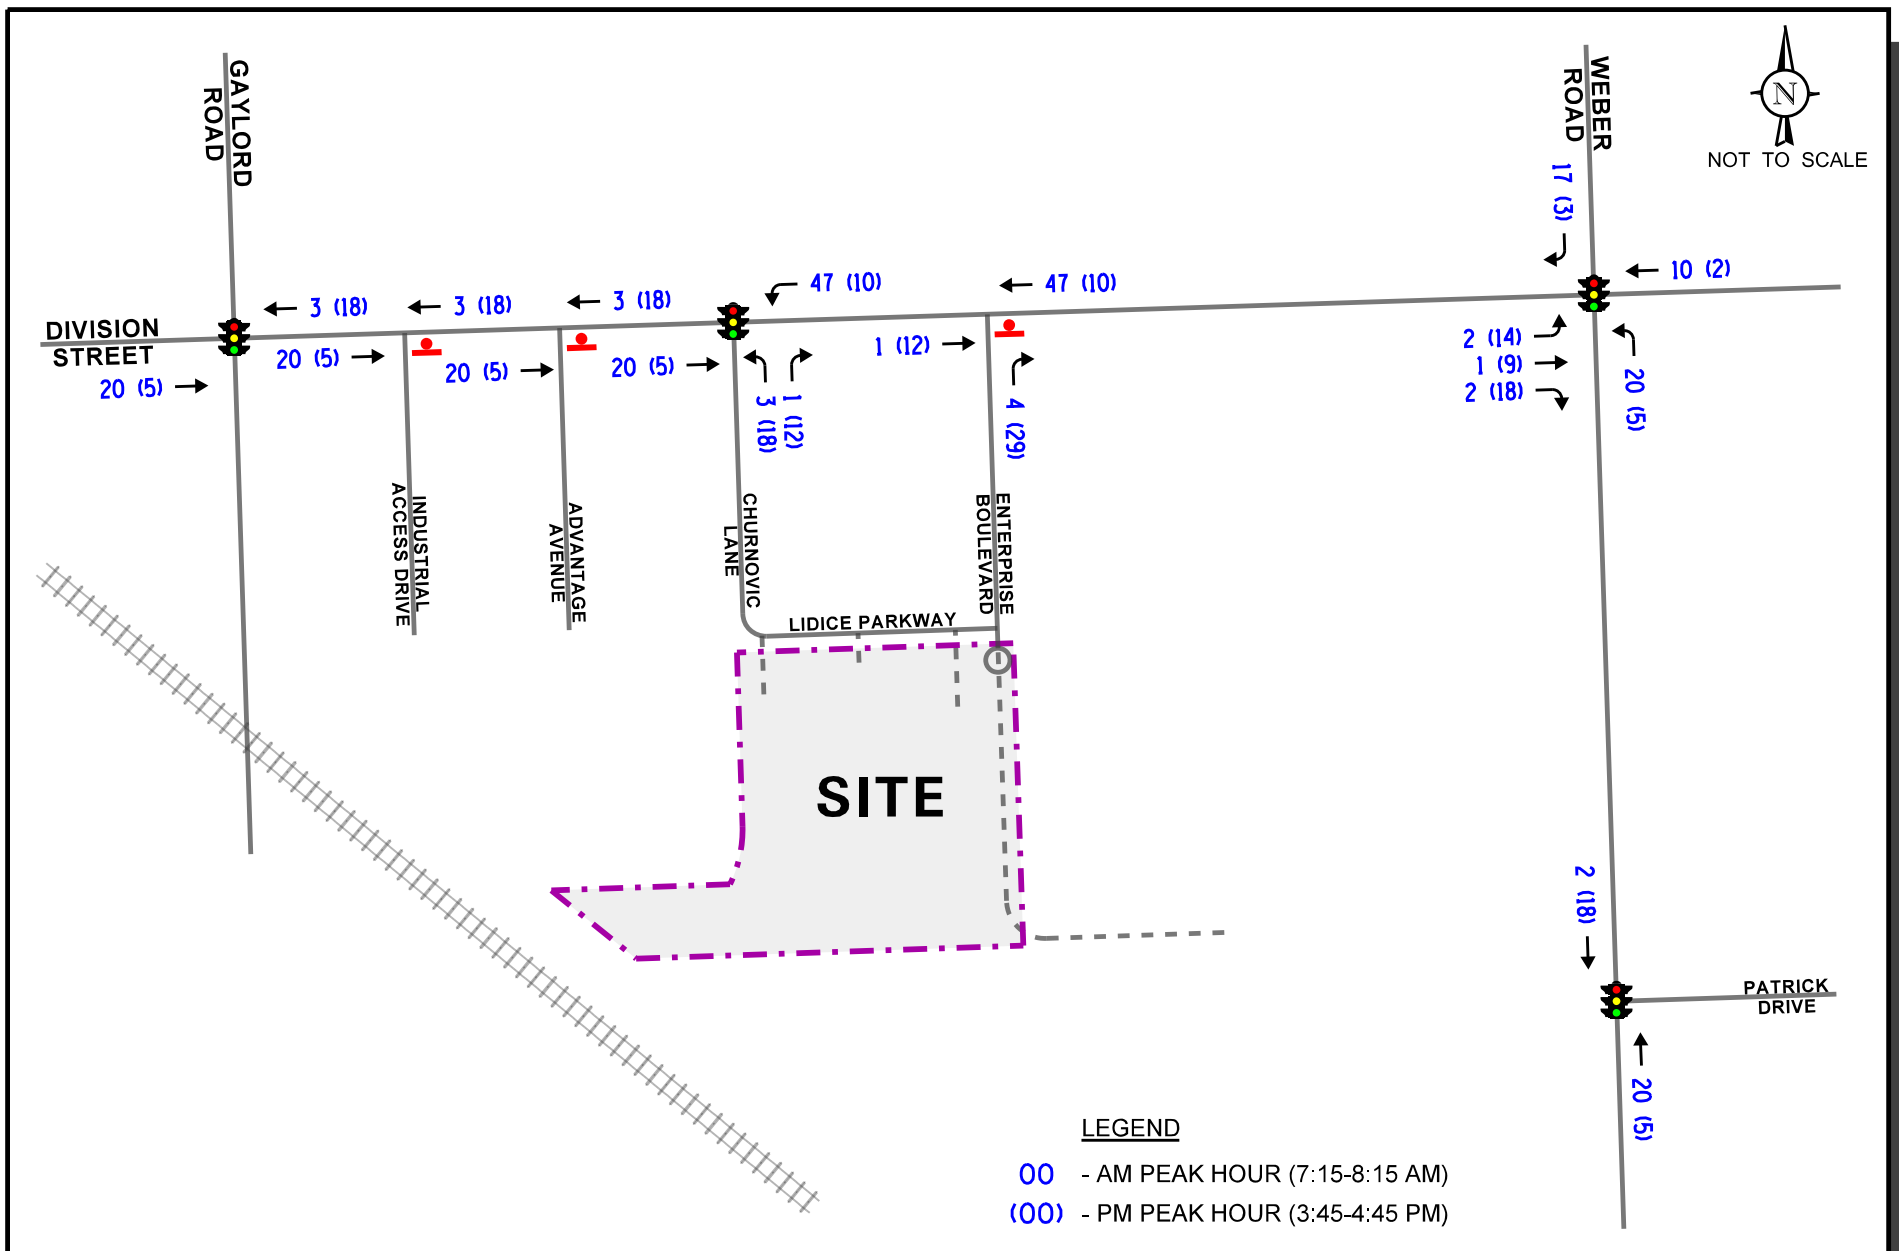 GAYLORD
ROAD
WEBER
ROAD
N
NOT TO SCALE
17 (3)
10 (2)
47 (10)
47 (10)
3 (18)
3 (18)
3 (18)
DIVISION
STREET
20 (5)
20 (5)
20 (5)
20 (5)
1 (12)
2 (14)
1 (9)
2 (18)
20 (5)
3 (18)
1 (12)
4 (29)
INDUSTRIAL
ACCESS DRIVE
ADVANTAGE
AVENUE
CHURNOVIC
LANE
ENTERPRISE
BOULEVARD
LIDICE PARKWAY
SITE
2 (18)
PATRICK
DRIVE
20 (5)
LEGEND
00 - AM PEAK HOUR (7:15-8:15 AM)
(00) - PM PEAK HOUR (3:45-4:45 PM)